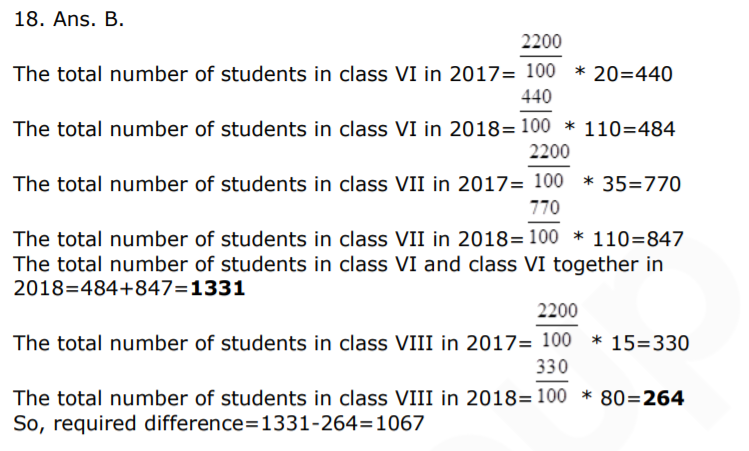 18. Ans. B.
The total number of students in class VI in 2017= 2200/100 * 20=440
The total number of students in class VI in 2018= 440/100 * 110=484
The total number of students in class VII in 2017= 2200/100 * 35=770
The total number of students in class VII in 2018= 770/100 * 110=847
The total number of students in class VI and class VI together in
2018=484+847=1331
The total number of students in class VIII in 2017= 2200/100 * 15=330
The total number of students in class VIII in 2018= 330/100 * 80=264
So, required difference=1331-264=1067